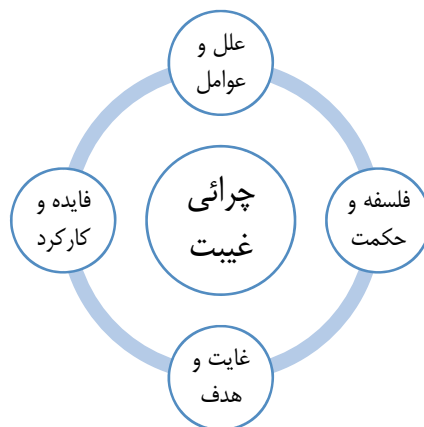 علل و
عوامل
فلسفه و
حکمت
غایت و
هدف
فایده و
کارکرد
چرائی
غیبت